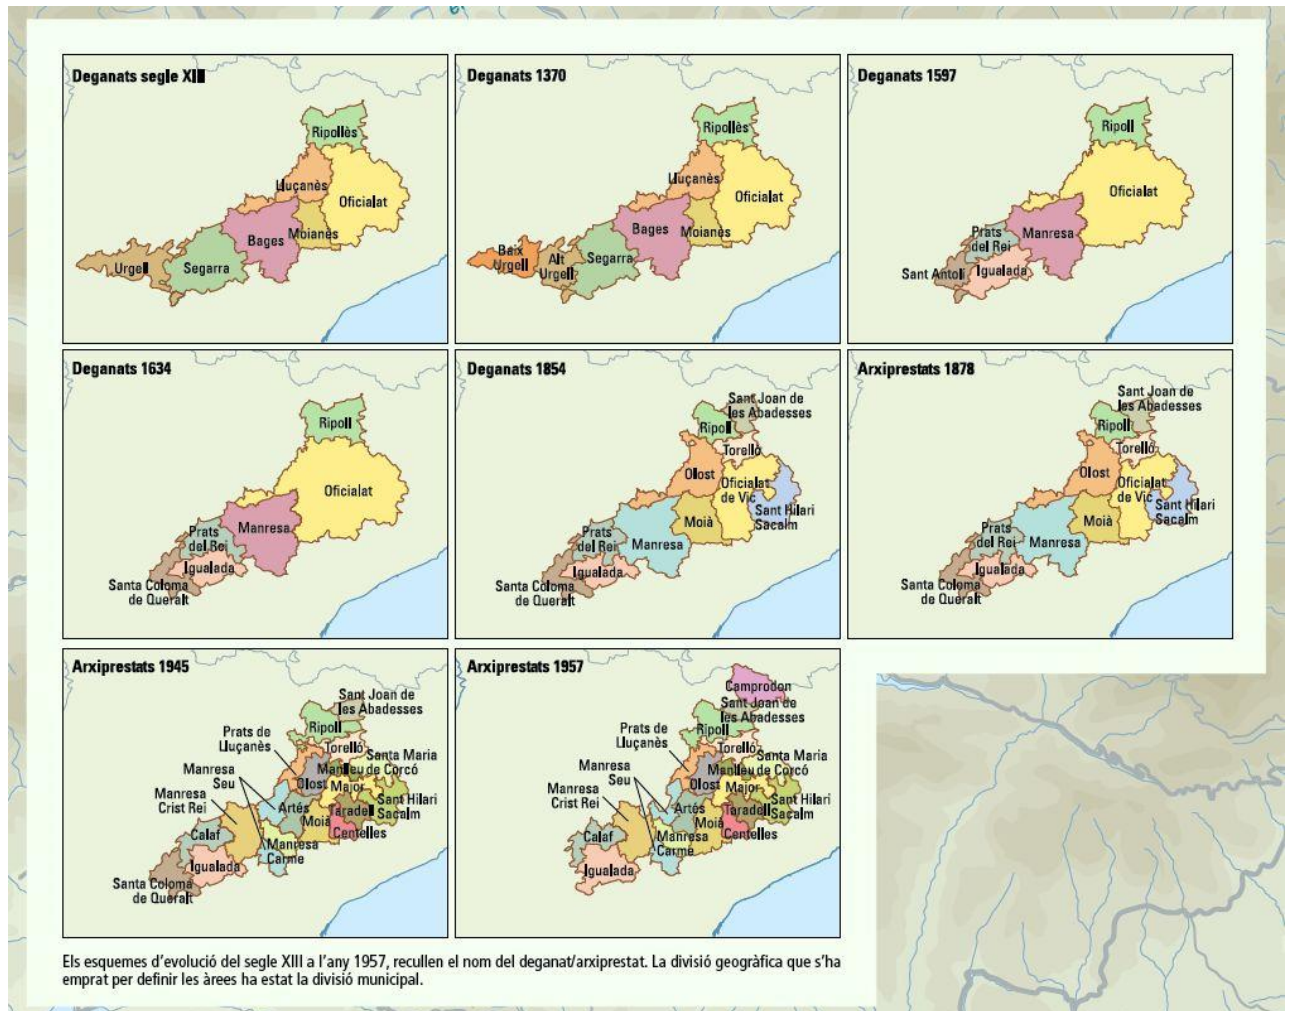 Deganats segle XIII
Ripollès
Lluçanès
Oficialat
Moianès
Bages
Urgell
Segarra
Deganats 1370
Ripollès
Lluçanès
Oficialat
Bages
Moianès
Baix
Urgell
Alt
Urgell
Segarra
Deganats 1597
Ripoll
Oficialat
Prats
del Rei
Manresa
Sant Antolí
Igualada
Deganats 1634
Ripoll
Oficialat
Manresa
Prats
del Rei
Igualada
Santa Coloma
de Queralt
Deganats 1854
Sant Joan de
les Abadesses
Ripoll
Torelló
Olost
Oficialat
de Vic
Sant Hilari
Sacalm
Moià
Prats
del Rei
Manresa
Igualada
Santa Coloma
de Queralt
Arxiprestats 1878
Sant Joan de
les Abadesses
Ripoll
Torelló
Olost
Oficialat
de Vic
Sant Hilari
Sacalm
Moià
Prats
del Rei
Manresa
Igualada
Santa Coloma
de Queralt
Arxiprestats 1945
Sant Joan de
les Abadesses
Ripoll
Prats de
Lluçanès
Torelló
Santa Maria
de Corcó
Manlleu
Manresa
Seu
Olost
Major
Manresa
Crist Rei
Sant Hilari
Sacalm
Artés
Taradell
Moià
Centelles
Calaf
Manresa
Carme
Igualada
Santa Coloma
de Queralt
Arxiprestats 1957
Camprodon
Sant Joan de
les Abadesses
Ripoll
Prats de
Lluçanès
Torelló
Santa Maria
de Corcó
Manlleu
Manresa
Seu
Olost
Major
Manresa
Crist Rei
Sant Hilari
Sacalm
Artés
Taradell
Moià
Centelles
Calaf
Manresa
Carme
Igualada
Els esquemes d'evolució del segle XIII a l'any 1957, recullen el nom del deganat/arxiprestat. La divisió geogràfica que s'ha
emprat per definir les àrees ha estat la divisió municipal.